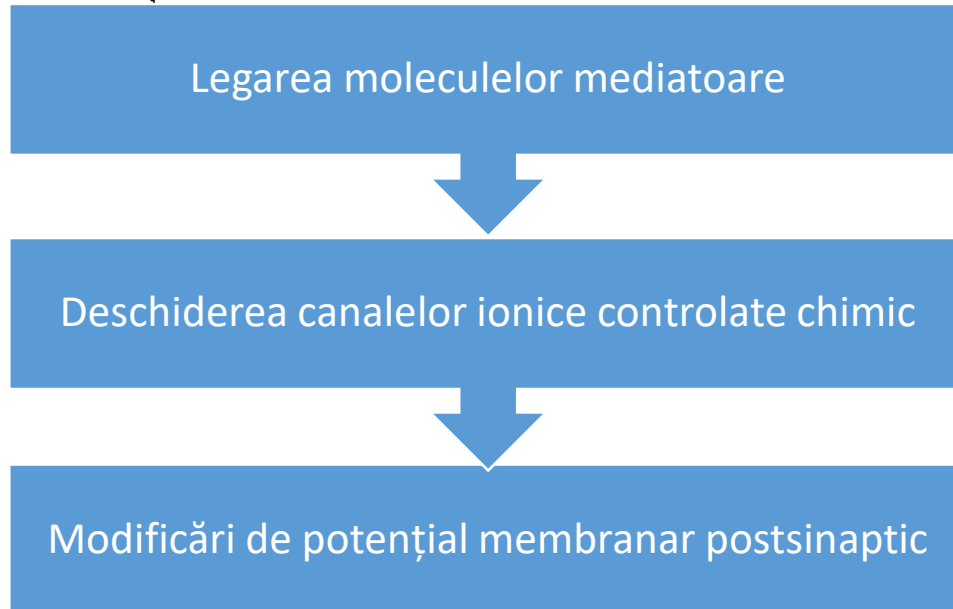 Legarea moleculelor mediatoare
Deschiderea canalelor ionice controlate chimic
Modificări de potențial membranar postsinaptic